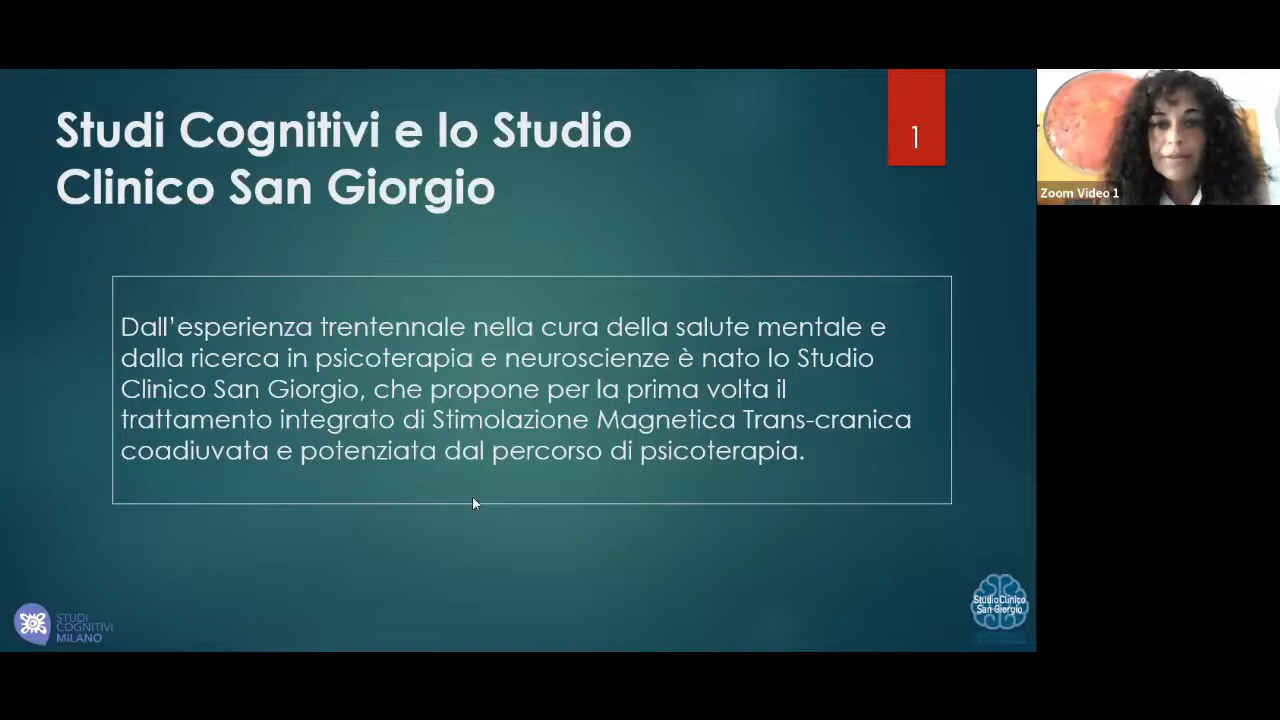 Studi Cognitivi e lo Studio
Clinico San Giorgio
1
Zoom Video 1
Dall'esperienza trentennale nella cura della salute mentale e
dalla ricerca in psicoterapia e neuroscienze è nato lo Studio
Clinico San Giorgio, che propone per la prima volta il
trattamento integrato di Stimolazione Magnetica Trans-cranica
coadiuvata e potenziata dal percorso di psicoterapia.
STUDI
COGNITIVI
MILANO
StudioClinico
San Giorgio